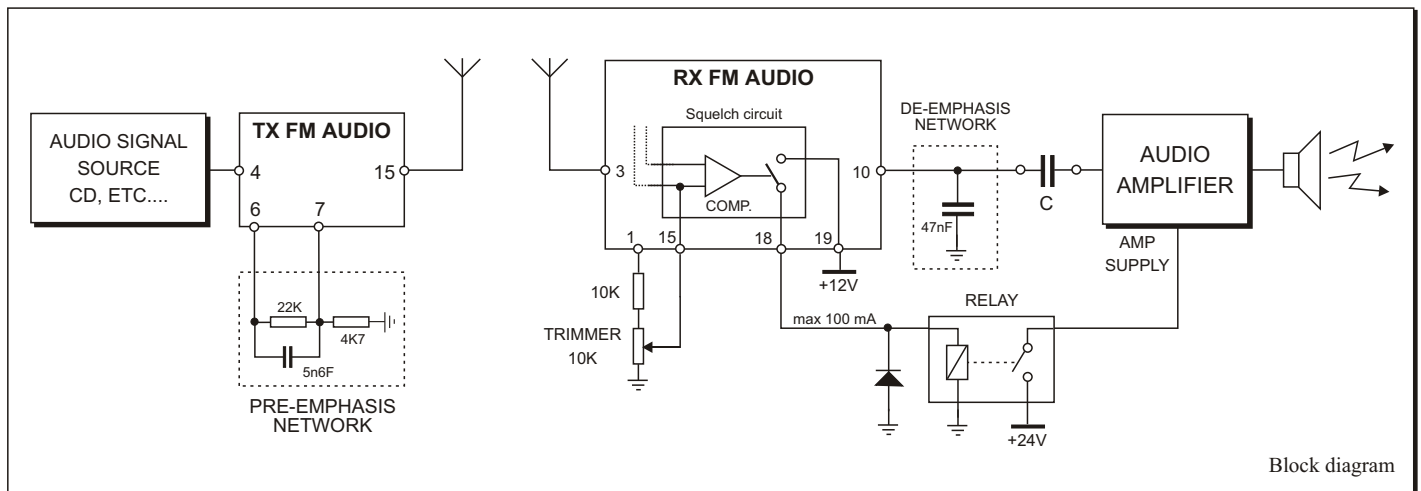 AUDIO SIGNAL
SOURCE
CD, ETC....
TX FM AUDIO
4
15
6
7
22K
4K7
5n6F
PRE-EMPHASIS
NETWORK
RX FM AUDIO
Squelch circuit
COMP.
3
10
1
15
18
19
+12V
10K
TRIMMER
10K
max 100 mA
DE-EMPHASIS
NETWORK
47nF
C
AUDIO
AMPLIFIER
AMP
SUPPLY
RELAY
+24V
Block diagram